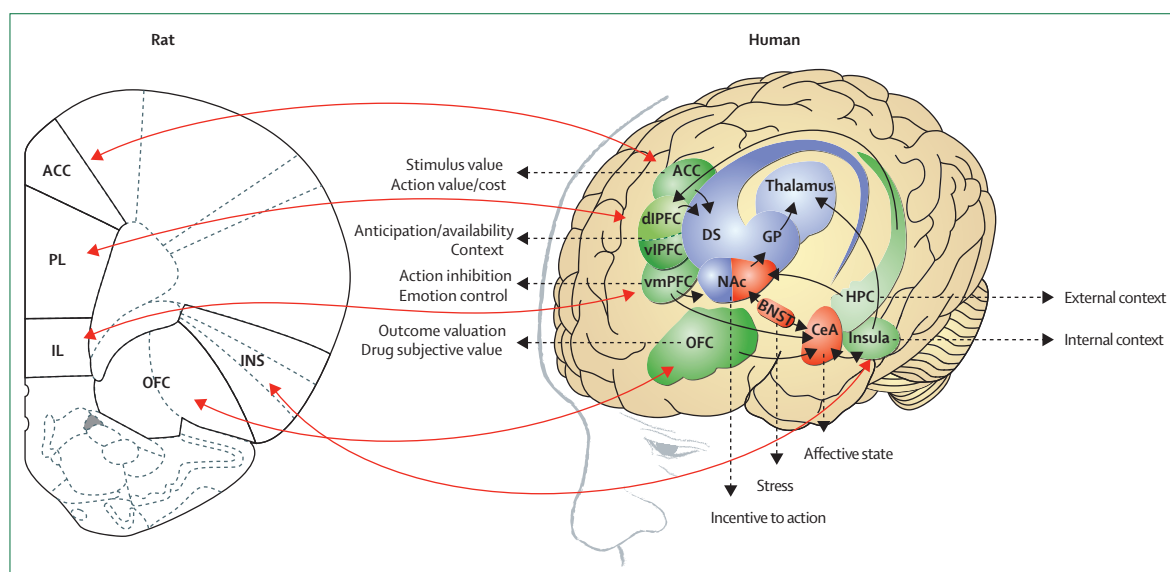 Rat
Human
ACC
PL
IL
OFC
INS
Stimulus value
Action value/cost
Anticipation/availability
Context
Action inhibition
Emotion control
Outcome valuation
Drug subjective value
ACC
dlPFC
vlPFC
vmPFC
OFC
DS
Thalamus
GP
NAc
BNST
CeA
HPC
Insula
External context
Internal context
Affective state
Stress
Incentive to action